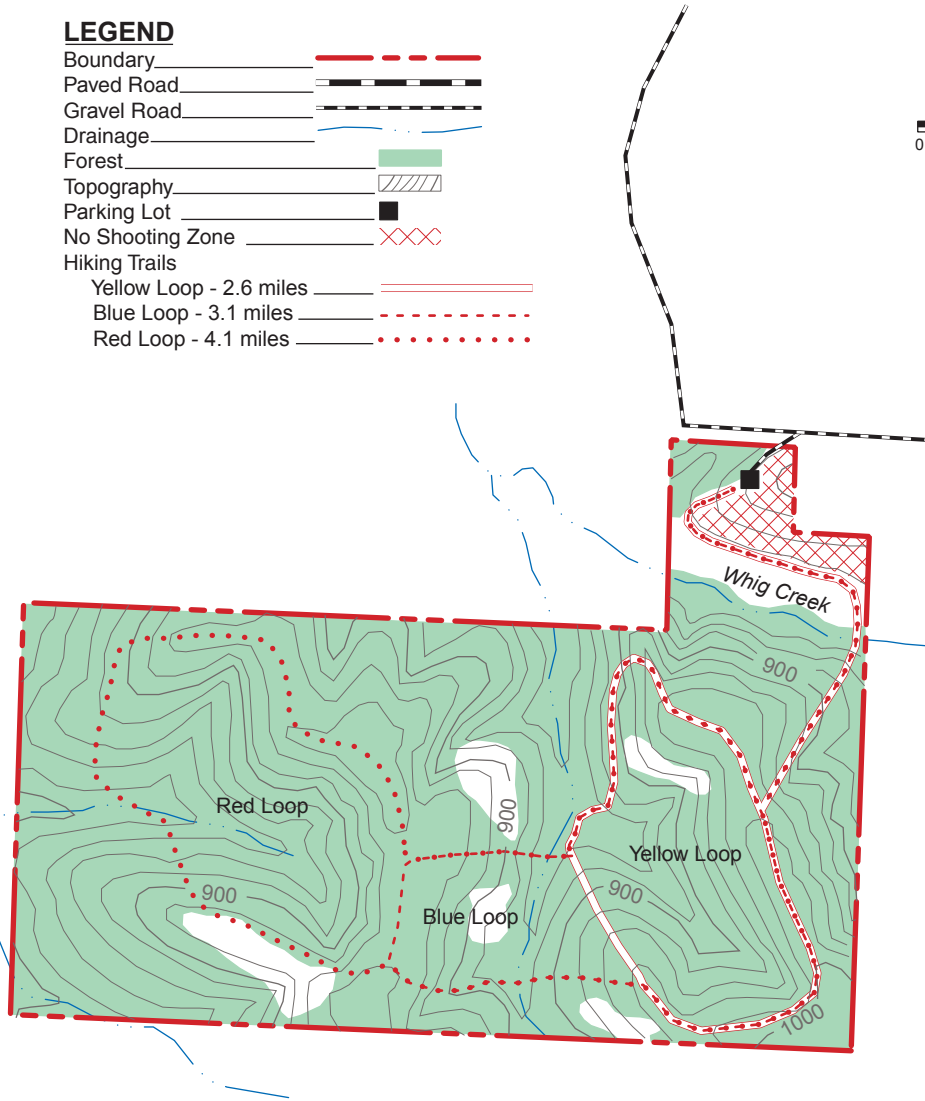 LEGEND
Boundary
Paved Road
Gravel Road
Drainage
Forest
Topography
Parking Lot
No Shooting Zone
Hiking Trails
Yellow Loop - 2.6 miles
Blue Loop - 3.1 miles
Red Loop - 4.1 miles
0
Whig Creek
900
Red Loop
900
Yellow Loop
900
900
Blue Loop
1000